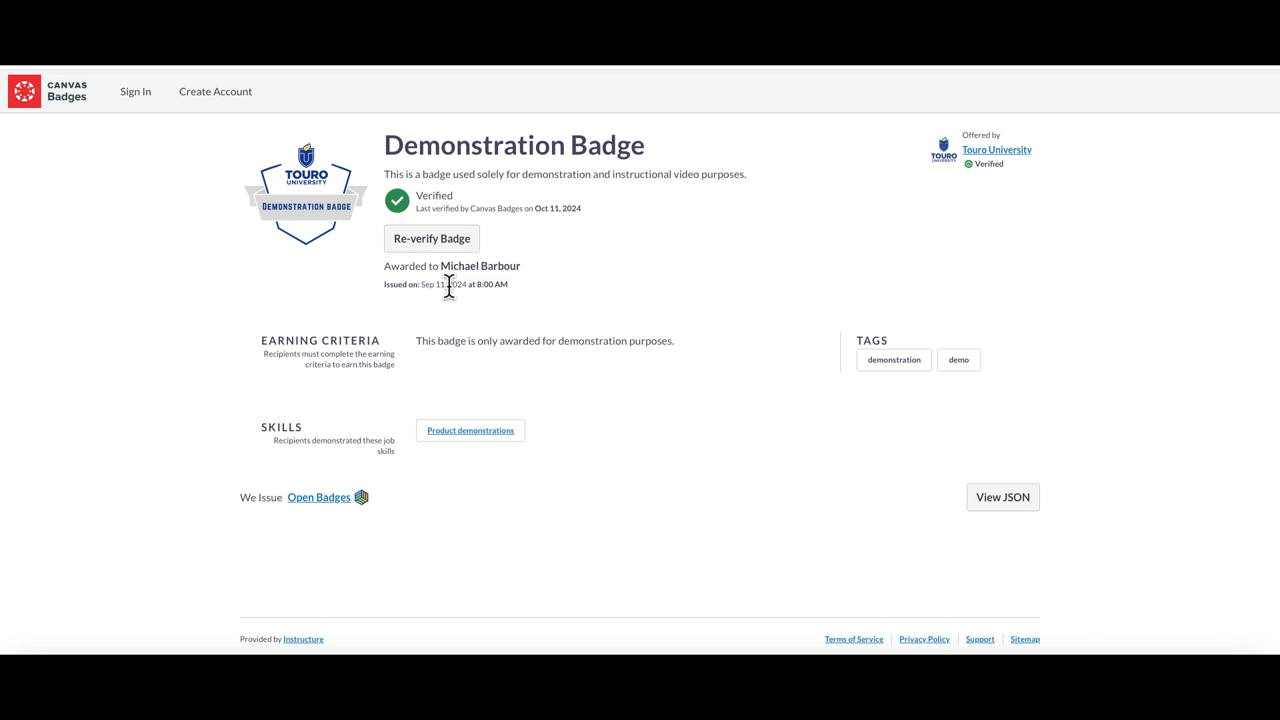 CANVAS
Badges
Sign In
Create Account
TOURO
UNIVERSITY
DEMONSTRATION BADGE
Demonstration Badge
This is a badge used solely for demonstration and instructional video purposes.
Verified
Last verified by Canvas Badges on Oct 11, 2024
Re-verify Badge
Awarded to Michael Barbour
Issued on: Sep 11, 2024 at 8:00 AM
TOURO
UNIVERSITY
Offered by
Touro University
Verified
EARNING CRITERIA
Recipients must complete the earning
criteria to earn this badge
This badge is only awarded for demonstration purposes.
TAGS
demonstration
demo
SKILLS
Recipients demonstrated these job
skills
Product demonstrations
We Issue Open Badges
View JSON
Provided by Instructure
Terms of Service
Privacy Policy
Support
Sitemap